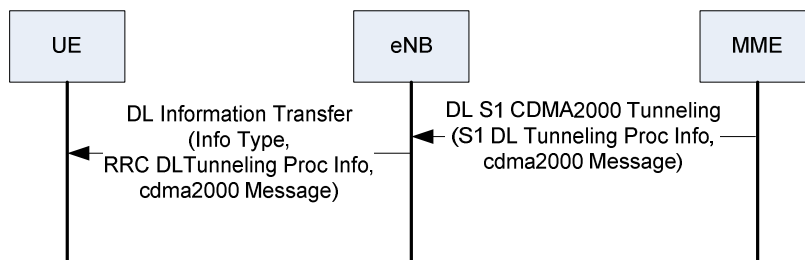 UE
eNB
MME
DL Information Transfer
(Info Type,
RRC DLTunneling Proc Info,
cdma2000 Message)
DL S1 CDMA2000 Tunneling
(S1 DL Tunneling Proc Info,
cdma2000 Message)